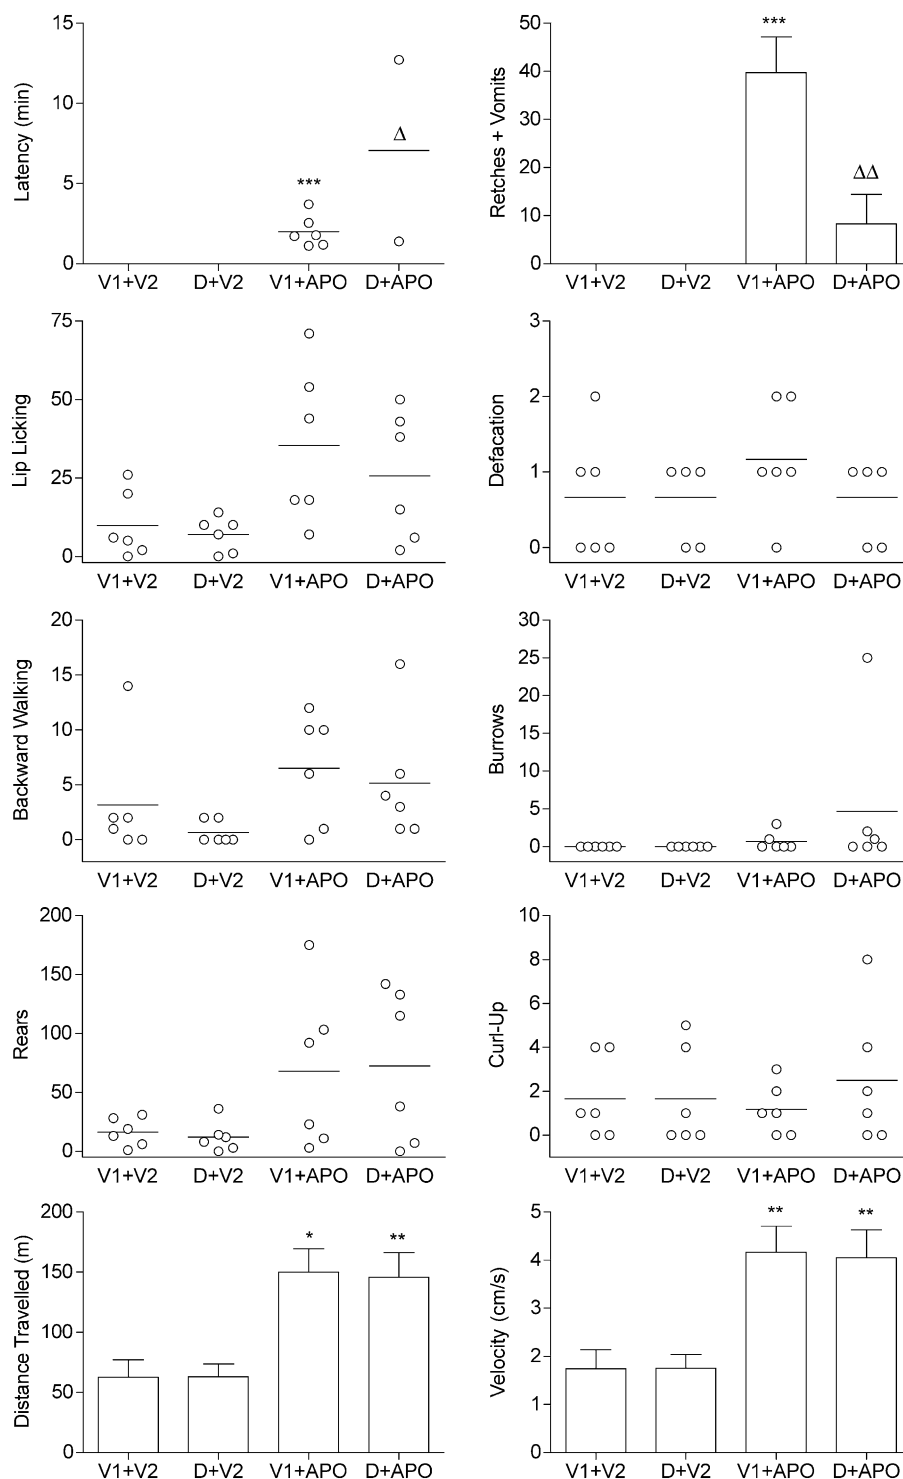 Latency (min)
15
10
5
0
***
Δ
V1+V2 D+V2 V1+APO D+APO
Retches + Vomits
50
40
30
20
10
0
***
ΔΔ
V1+V2 D+V2 V1+APO D+APO
Lip Licking
75
50
25
0
V1+V2 D+V2 V1+APO D+APO
Defacation
3
2
1
0
V1+V2 D+V2 V1+APO D+APO
Backward Walking
20
15
10
5
0
V1+V2 D+V2 V1+APO D+APO
Burrows
30
25
20
15
10
5
0
V1+V2 D+V2 V1+APO D+APO
Rears
200
150
100
50
0
V1+V2 D+V2 V1+APO D+APO
Curl-Up
10
8
6
4
2
0
V1+V2 D+V2 V1+APO D+APO
Distance Travelled (m)
200
150
100
50
0
* **
V1+V2 D+V2 V1+APO D+APO
Velocity (cm/s)
5
4
3
2
1
0
** **
V1+V2 D+V2 V1+APO D+APO